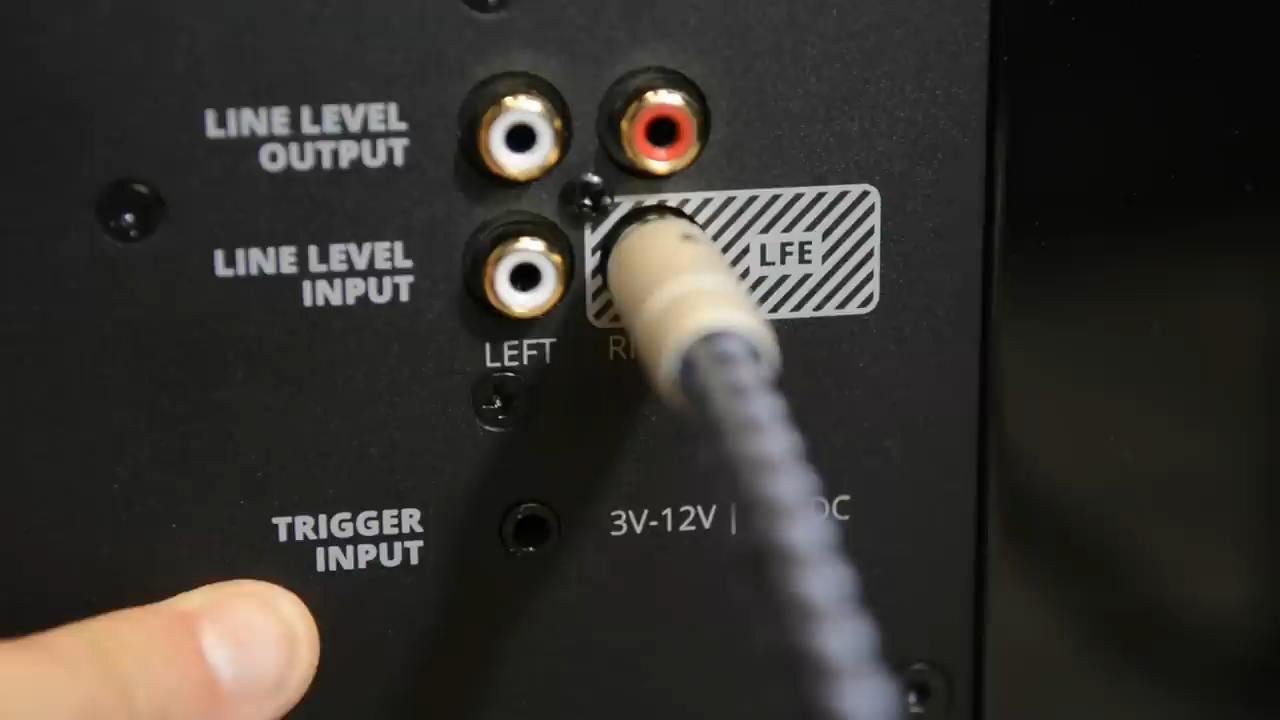 LINE LEVEL
OUTPUT
LINE LEVEL
INPUT
LFE
LEFT
TRIGGER
INPUT
3V-12V |